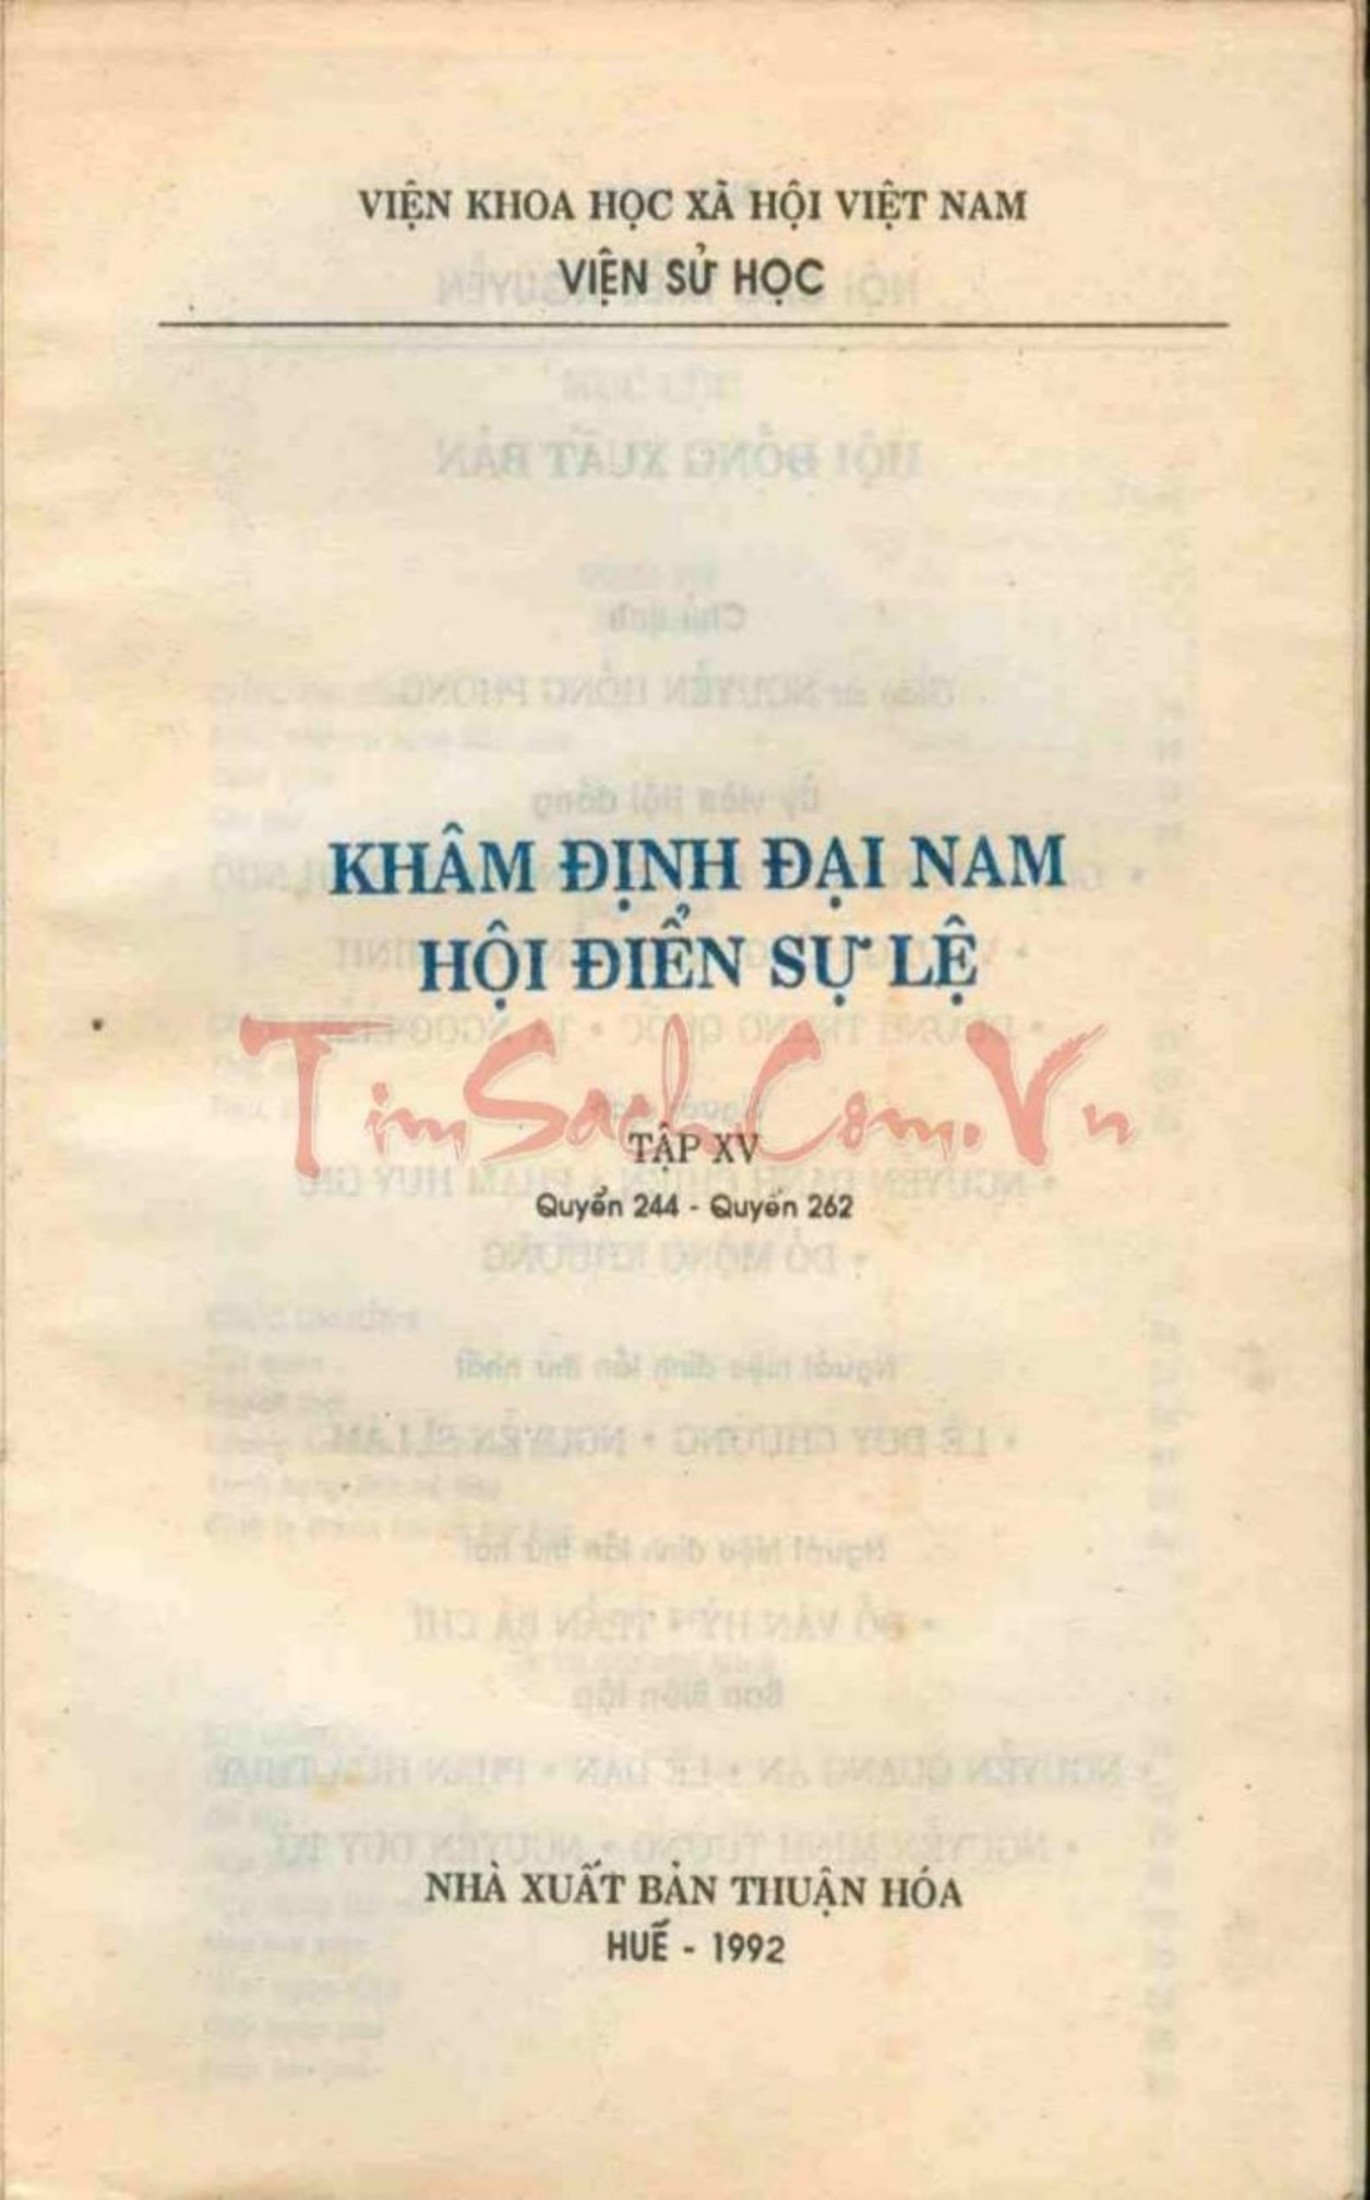 VIỆN KHOA HỌC XÃ HỘI VIỆT NAM
VIỆN SỬ HỌC
KHÂM ĐỊNH ĐẠI NAM
HỘI ĐIỂN SỰ LỆ
TimSach.Com.Vn
TẬP XV
Quyển 244 - Quyển 262
NHÀ XUẤT BẢN THUẬN HÓA
HUẾ - 1992